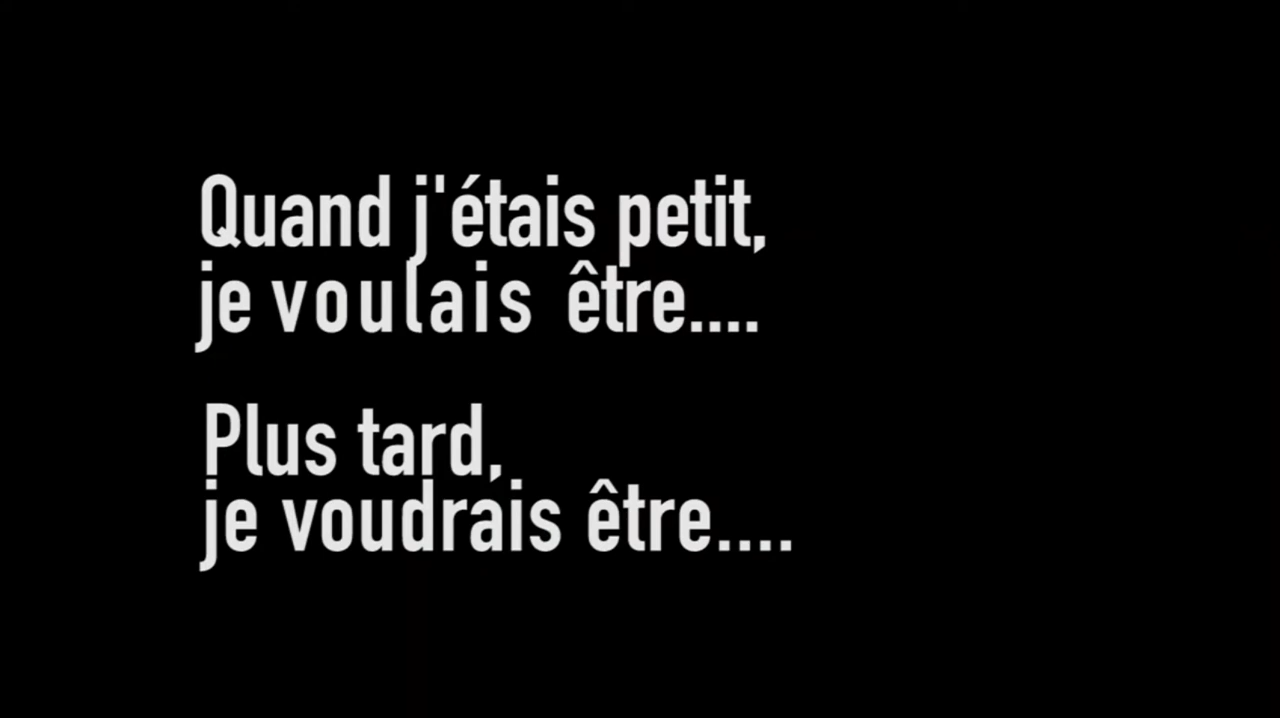 Quand j'étais petit,
je voulais être....
Plus tard,
je voudrais être....